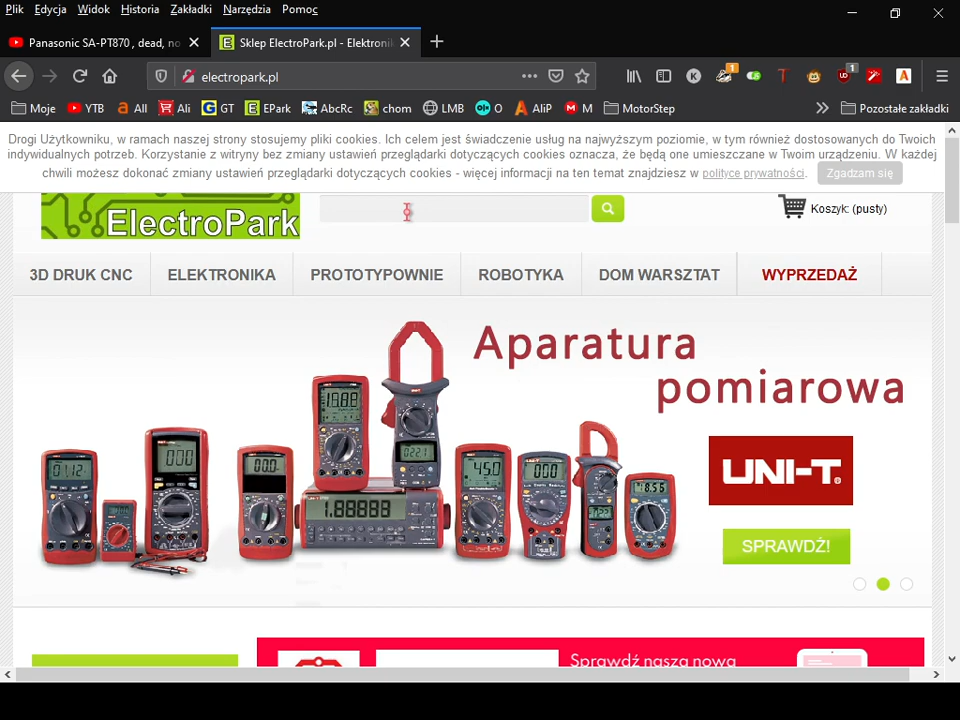 Plik Edycja Widok Historia Zakładki Narzędzia Pomoc
Panasonic SA-PT870 , dead, no
Sklep ElectroPark.pl - Elektronik
electropark.pl
Moje YTB All Ali GT EPark AbcRc chom LMB O AliP M MotorStep Pozostałe zakładki
Drogi Użytkowniku, w ramach naszej strony stosujemy pliki cookies. Ich celem jest świadczenie usług na najwyższym poziomie, w tym również dostosowanych do Twoich
indywidualnych potrzeb. Korzystanie z witryny bez zmiany ustawień przeglądarki dotyczących cookies oznacza, że będą one umieszczane w Twoim urządzeniu. W każdej
chwili możesz dokonać zmiany ustawień przeglądarki dotyczących cookies - więcej informacji na ten temat znajdziesz w polityce prywatności. Zgadzam się
ElectroPark
Koszyk: (pusty)
3D DRUK CNC ELEKTRONIKA PROTOTYPOWNIE ROBOTYKA DOM WARSZTAT WYPRZEDAŻ
Aparatura
pomiarowa
UNI-T
SPRAWDŹ!
Sprawdź naszą nową